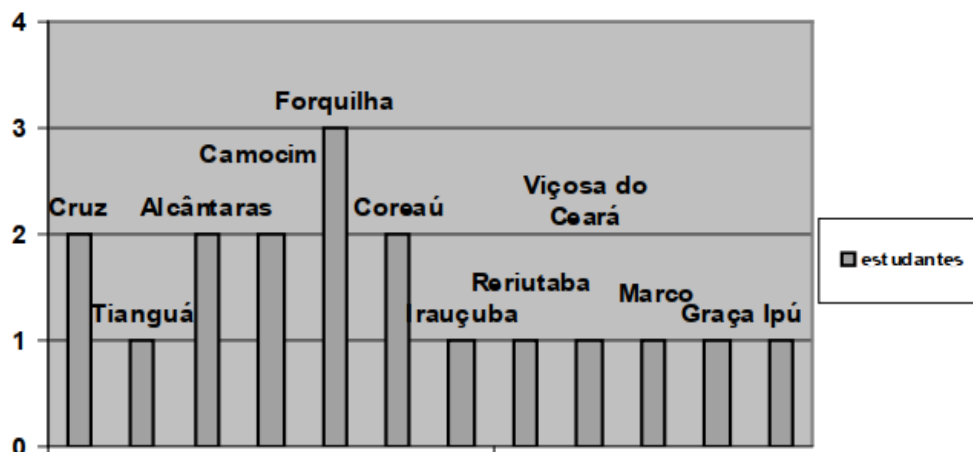 4
Forquilha
3
Camocim
Viçosa do
Ceará
Cruz
Alcântaras
Coreaú
2
estudantes
Reriutaba
Marco
Tianguá
Irauçuba
Graça Ipú
1
0